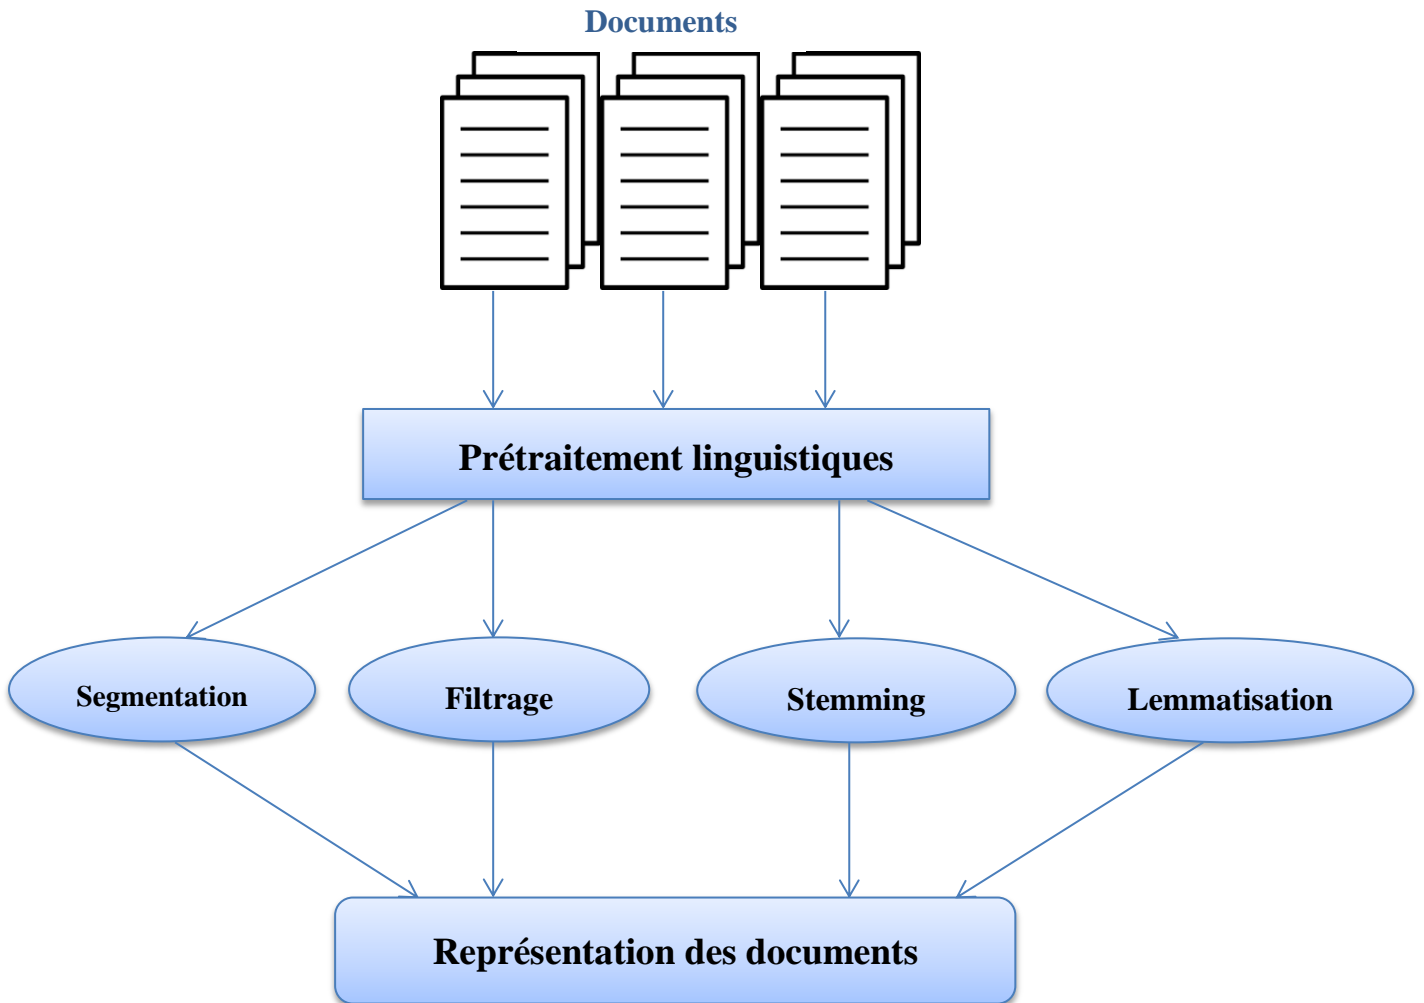 Documents
Prétraitement linguistiques
Segmentation
Filtrage
Stemming
Lemmatisation
Représentation des documents